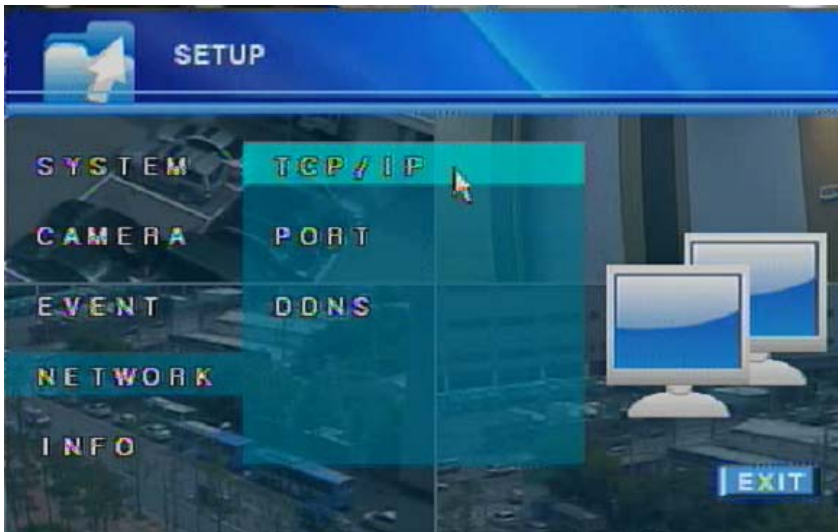 SETUP
SYSTEM
TCP/IP
CAMERA
PORT
EVENT
DDNS
NETWORK
INFO
EXIT